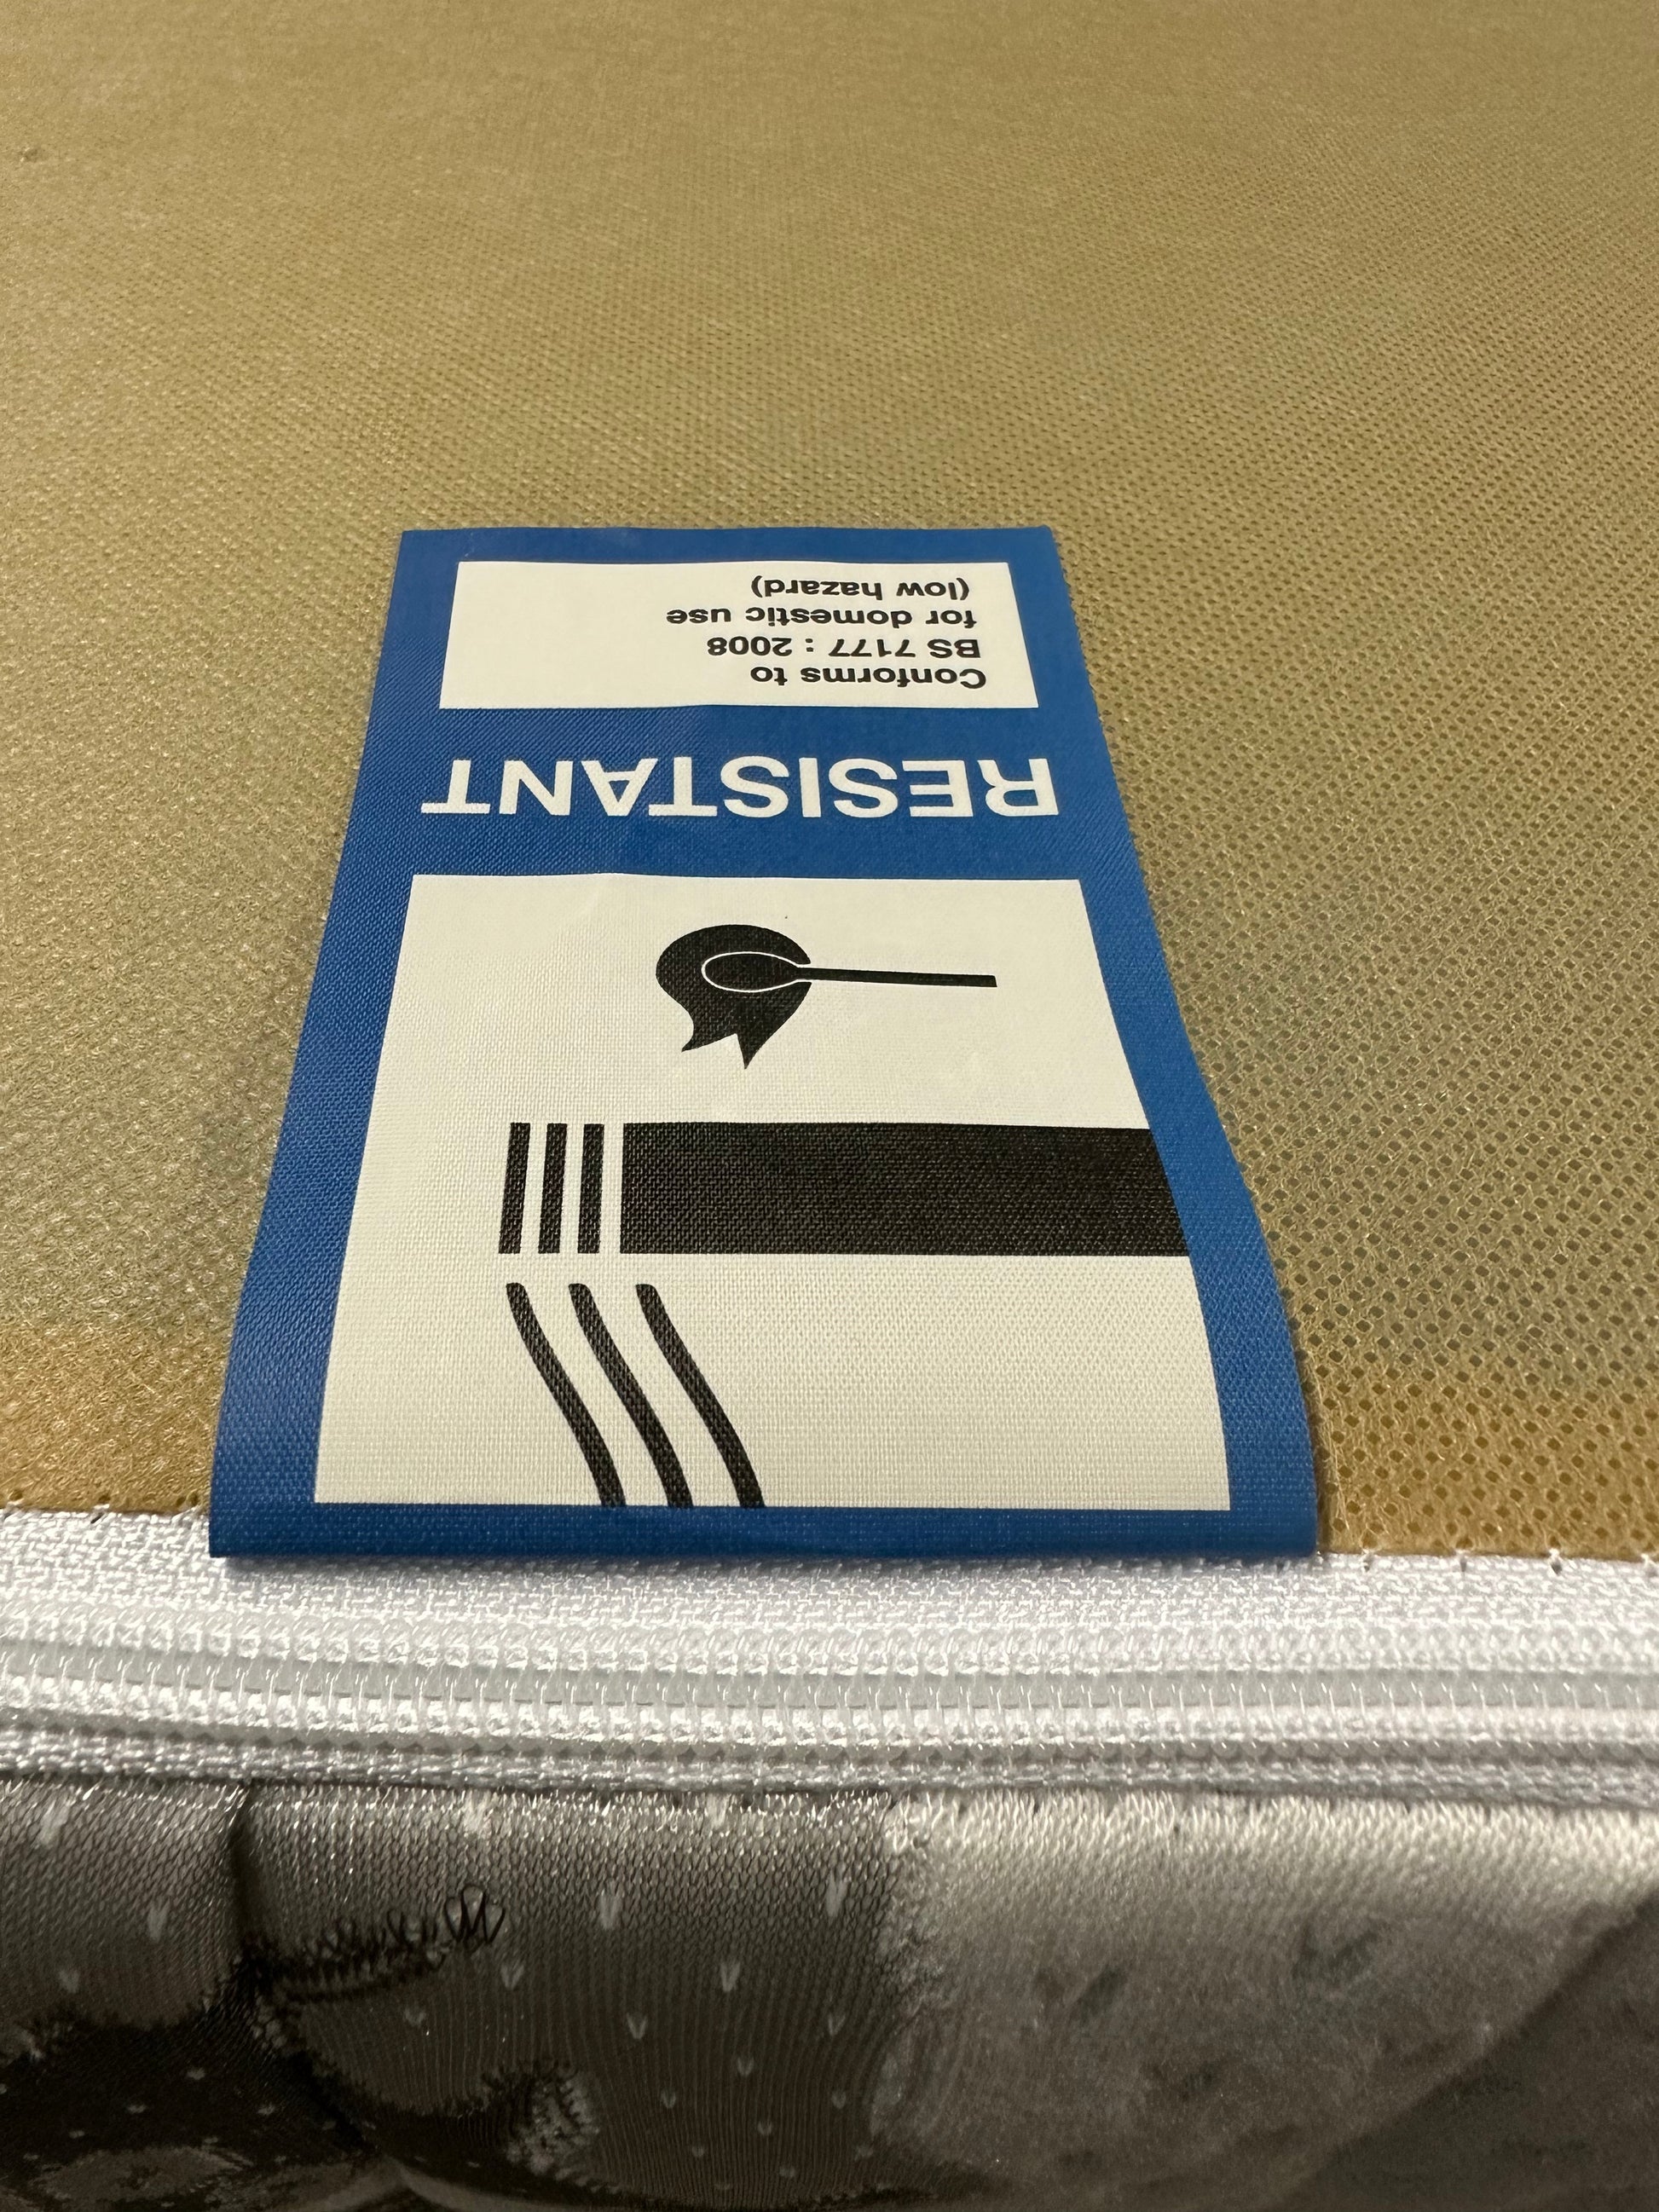 RESISTANT
Conforms to
BS 7177 : 2008
for domestic use
(low hazard)